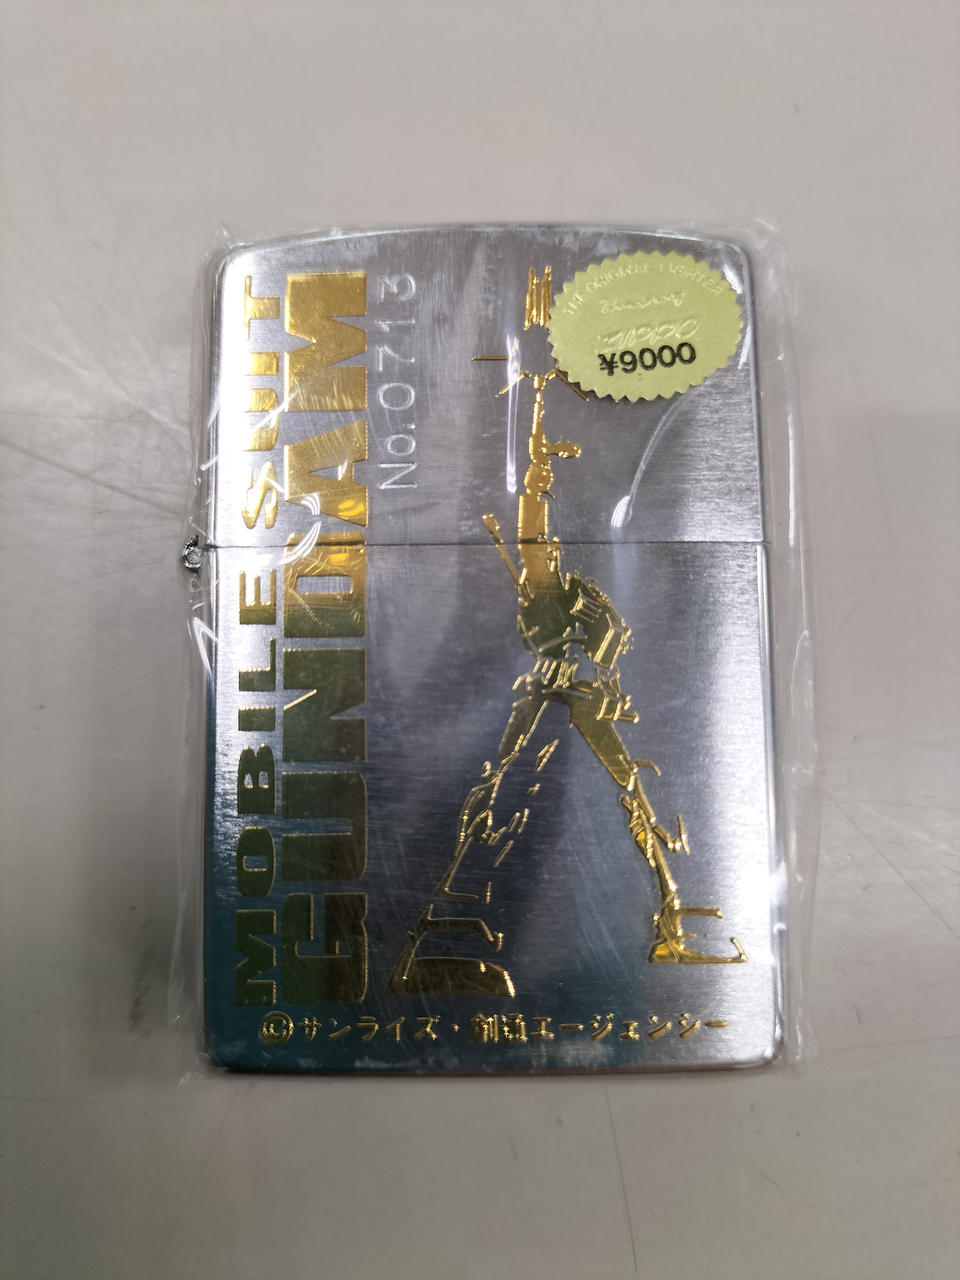 MOBILE SUIT
GUNDAM
No.0713
THE ORIGINAL LIGHTER
¥9000
©サンライズ・創通エージェンシー